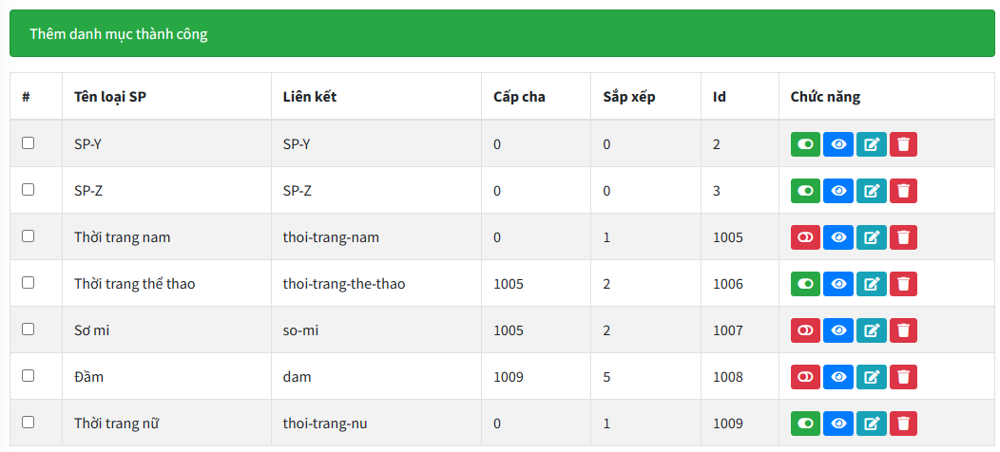 Thêm danh mục thành công
# Tên loại SP Liên kết Cấp cha Sắp xếp Id Chức năng
SP-Y SP-Y 0 0 2
SP-Z SP-Z 0 0 3
Thời trang nam thoi-trang-nam 0 1 1005
Thời trang thể thao thoi-trang-the-thao 1005 2 1006
Sơ mi so-mi 1005 2 1007
Đầm dam 1009 5 1008
Thời trang nữ thoi-trang-nu 0 1 1009